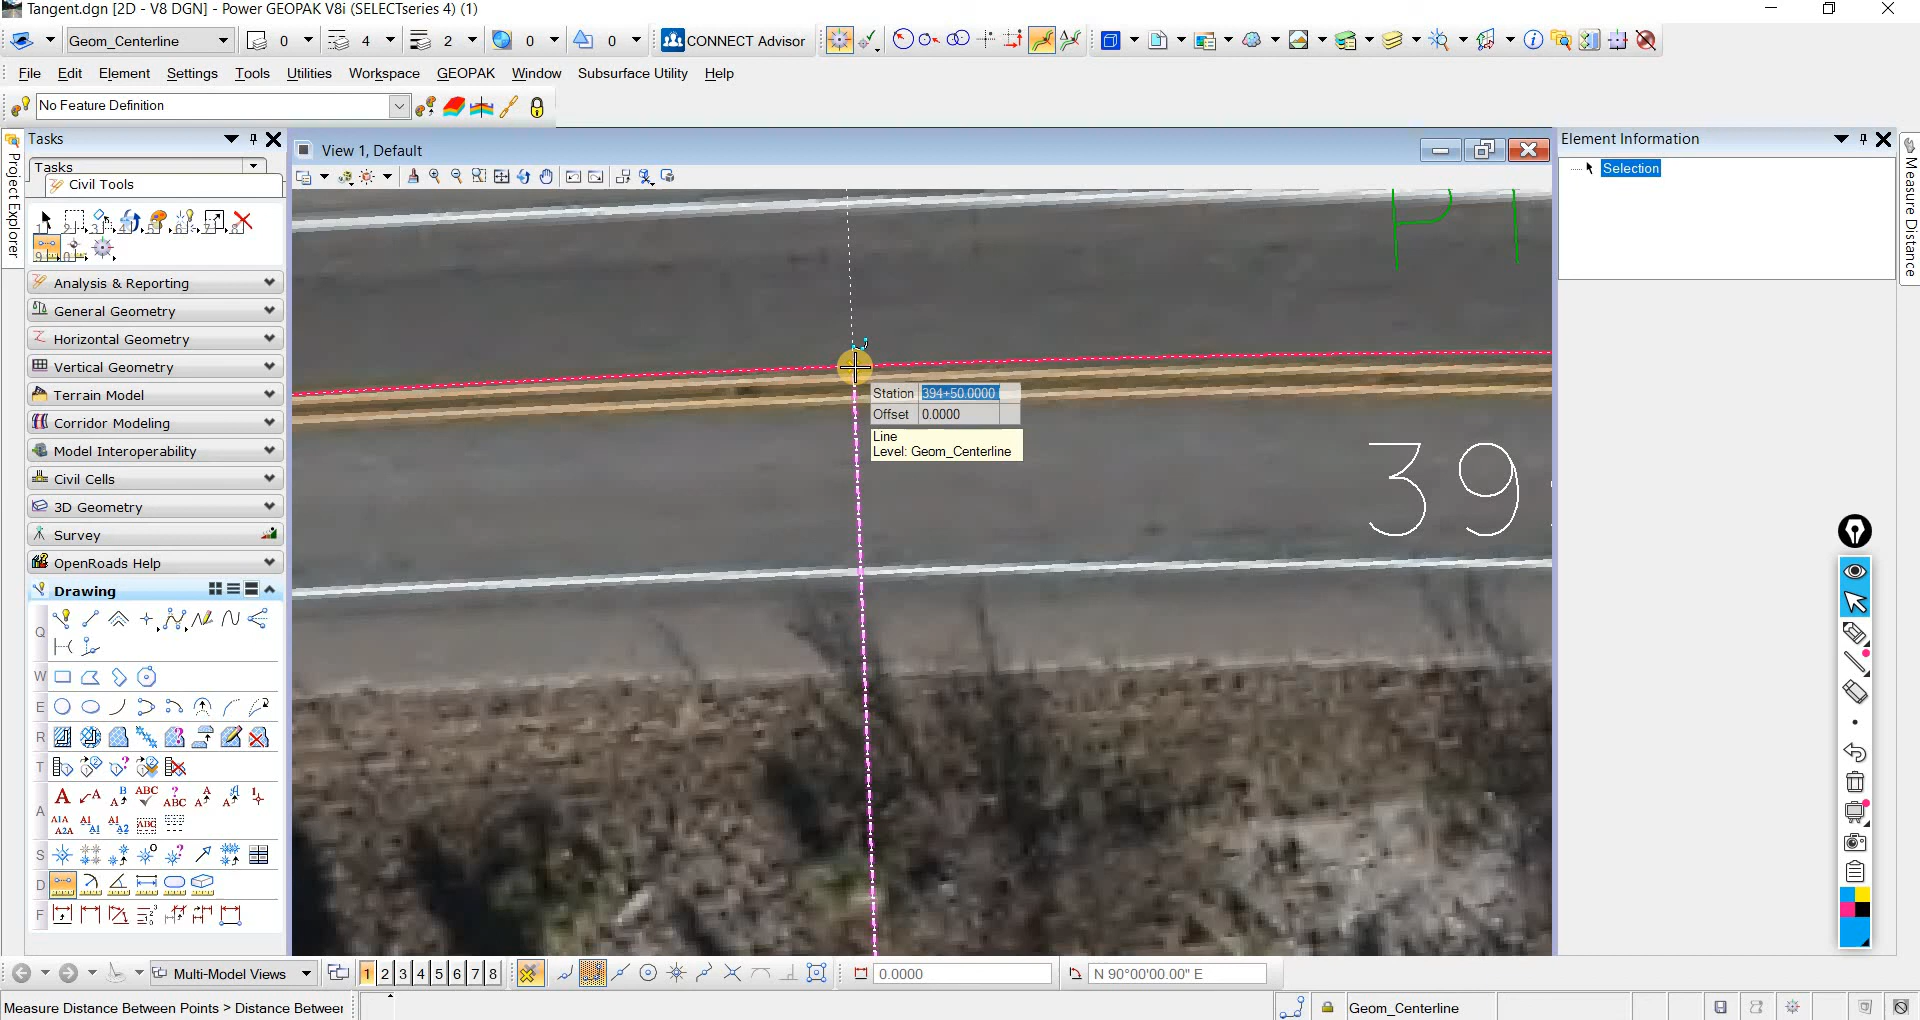 Tangent.dgn [2D - V8 DGN] - Power GEOPAK V8i (SELECTseries 4) (1)
Geom_Centerline 0 4 2 0 0 CONNECT Advisor
File Edit Element Settings Tools Utilities Workspace GEOPAK Window Subsurface Utility Help
No Feature Definition
Tasks
Tasks
Civil Tools
Project Explorer
Analysis & Reporting
General Geometry
Horizontal Geometry
Vertical Geometry
Terrain Model
Corridor Modeling
Model Interoperability
Civil Cells
3D Geometry
Survey
OpenRoads Help
Drawing
Q
W
E
R
T
A
S
D
F
View 1, Default
Station 394+50.0000
Offset 0.0000
Line
Level: Geom_Centerline
39
Element Information
Selection
Measure Distance
Multi-Model Views 1 2 3 4 5 6 7 8 0.0000 N 90°00'00.00" E
Measure Distance Between Points > Distance Betweer
Geom_Centerline